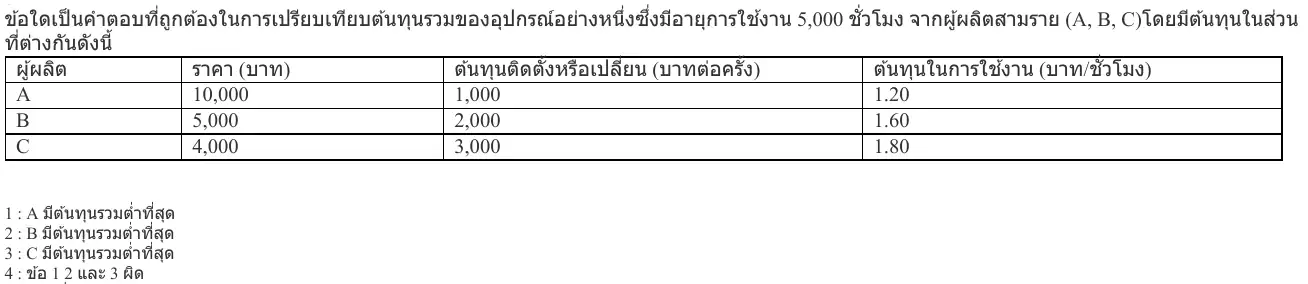 ข้อใดเป็นคำตอบที่ถูกต้องในการเปรียบเทียบต้นทุนรวมของอุปกรณ์อย่างหนึ่งซึ่งมีอายุการใช้งาน 5,000 ชั่วโมง จากผู้ผลิตสามราย (A, B, C)โดยมีต้นทุนในส่วน
ที่ต่างกันดังนี้
ผู้ผลิต ราคา (บาท) ต้นทุนติดตั้งหรือเปลี่ยน (บาทต่อครั้ง) ต้นทุนในการใช้งาน (บาท/ชั่วโมง)
A 10,000 1,000 1.20
B 5,000 2,000 1.60
C 4,000 3,000 1.80
1 : A มีต้นทุนรวมต่ำที่สุด
2 : B มีต้นทุนรวมต่ำที่สุด
3 : C มีต้นทุนรวมต่ำที่สุด
4 : ข้อ 1 2 และ 3 ผิด